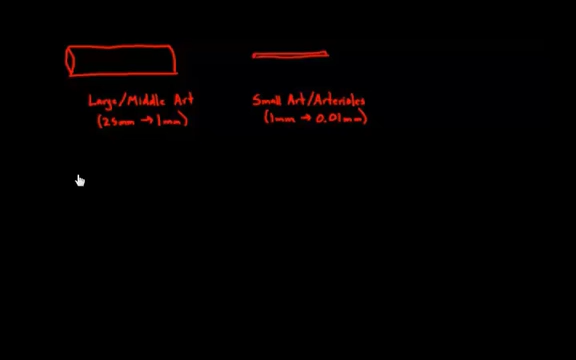 Large/Middle Art
(25mm → 1mm)
Small Art/Arterioles
(1mm → 0.01mm)